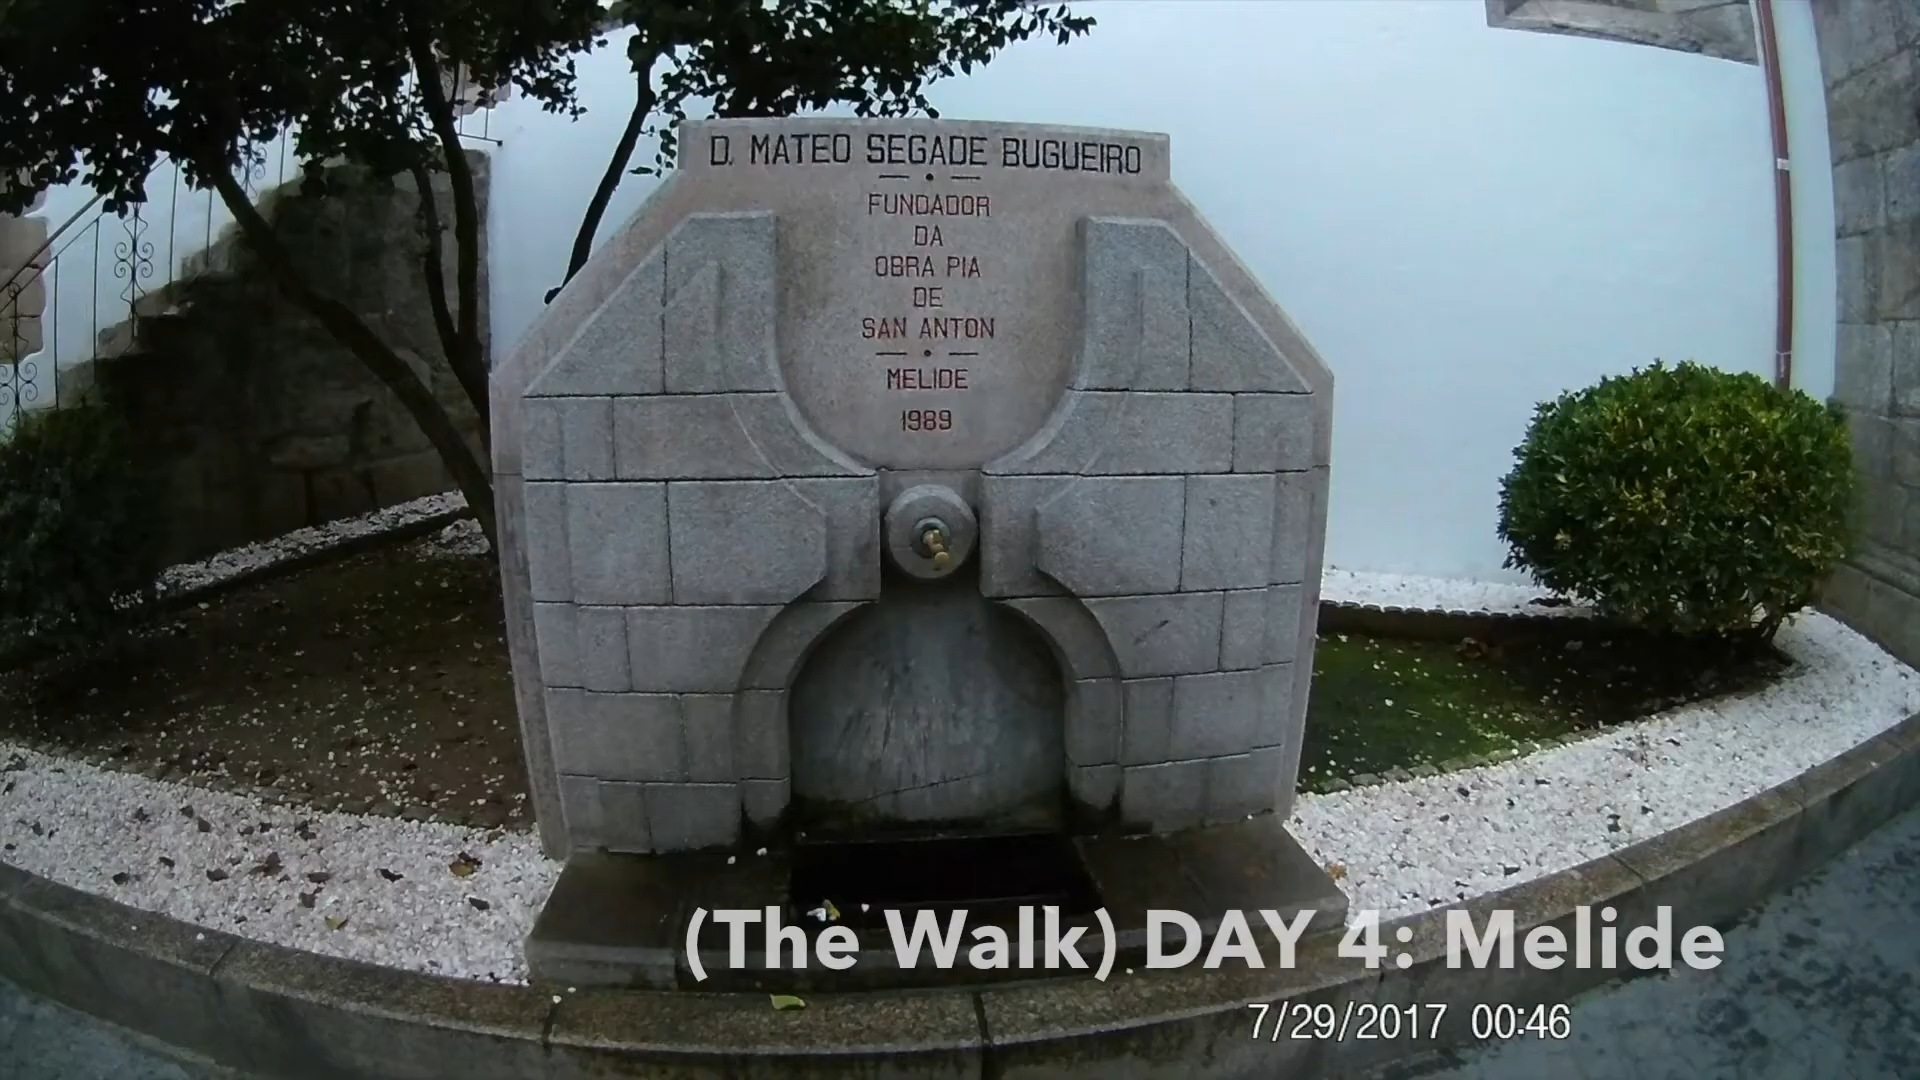 D. MATEO SEGADE BUGUEIRO
FUNDADOR
DA
OBRA PIA
DE
SAN ANTON
MELIDE
1989
(The Walk) DAY 4: Melide
7/29/2017 00:46